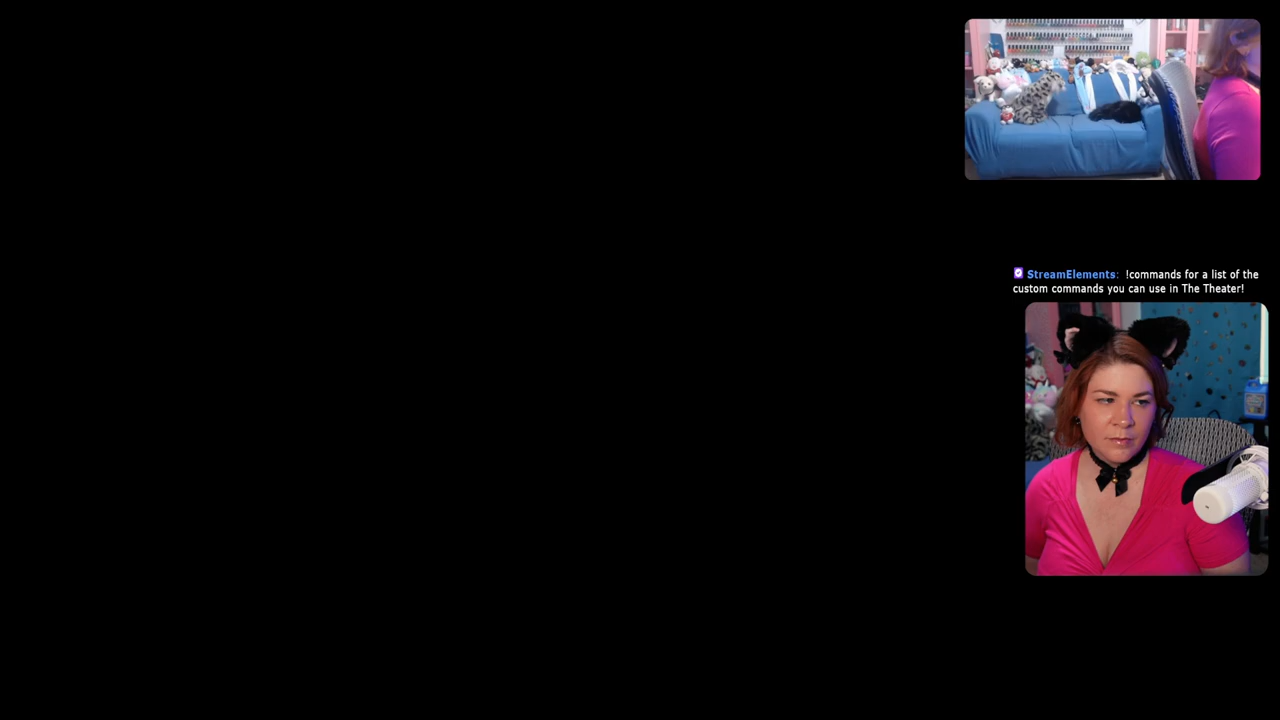 StreamElements: !commands for a list of the
custom commands you can use in The Theater!